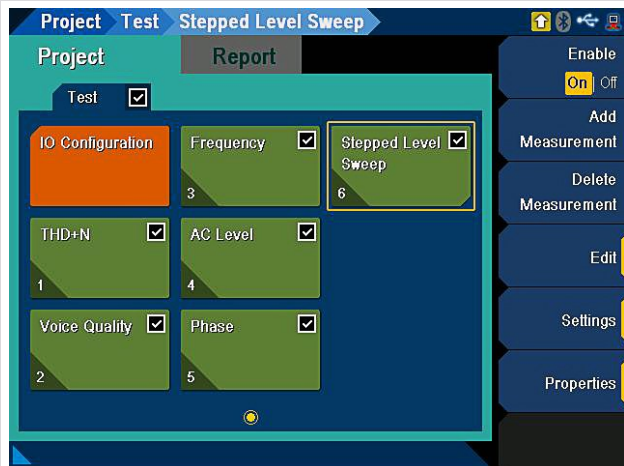 Project Test Stepped Level Sweep
Project Report
Test
IO Configuration
Frequency
3
Stepped Level
Sweep
6
THD+N
1
AC Level
4
Voice Quality
2
Phase
5
Enable
On | Off
Add
Measurement
Delete
Measurement
Edit
Settings
Properties